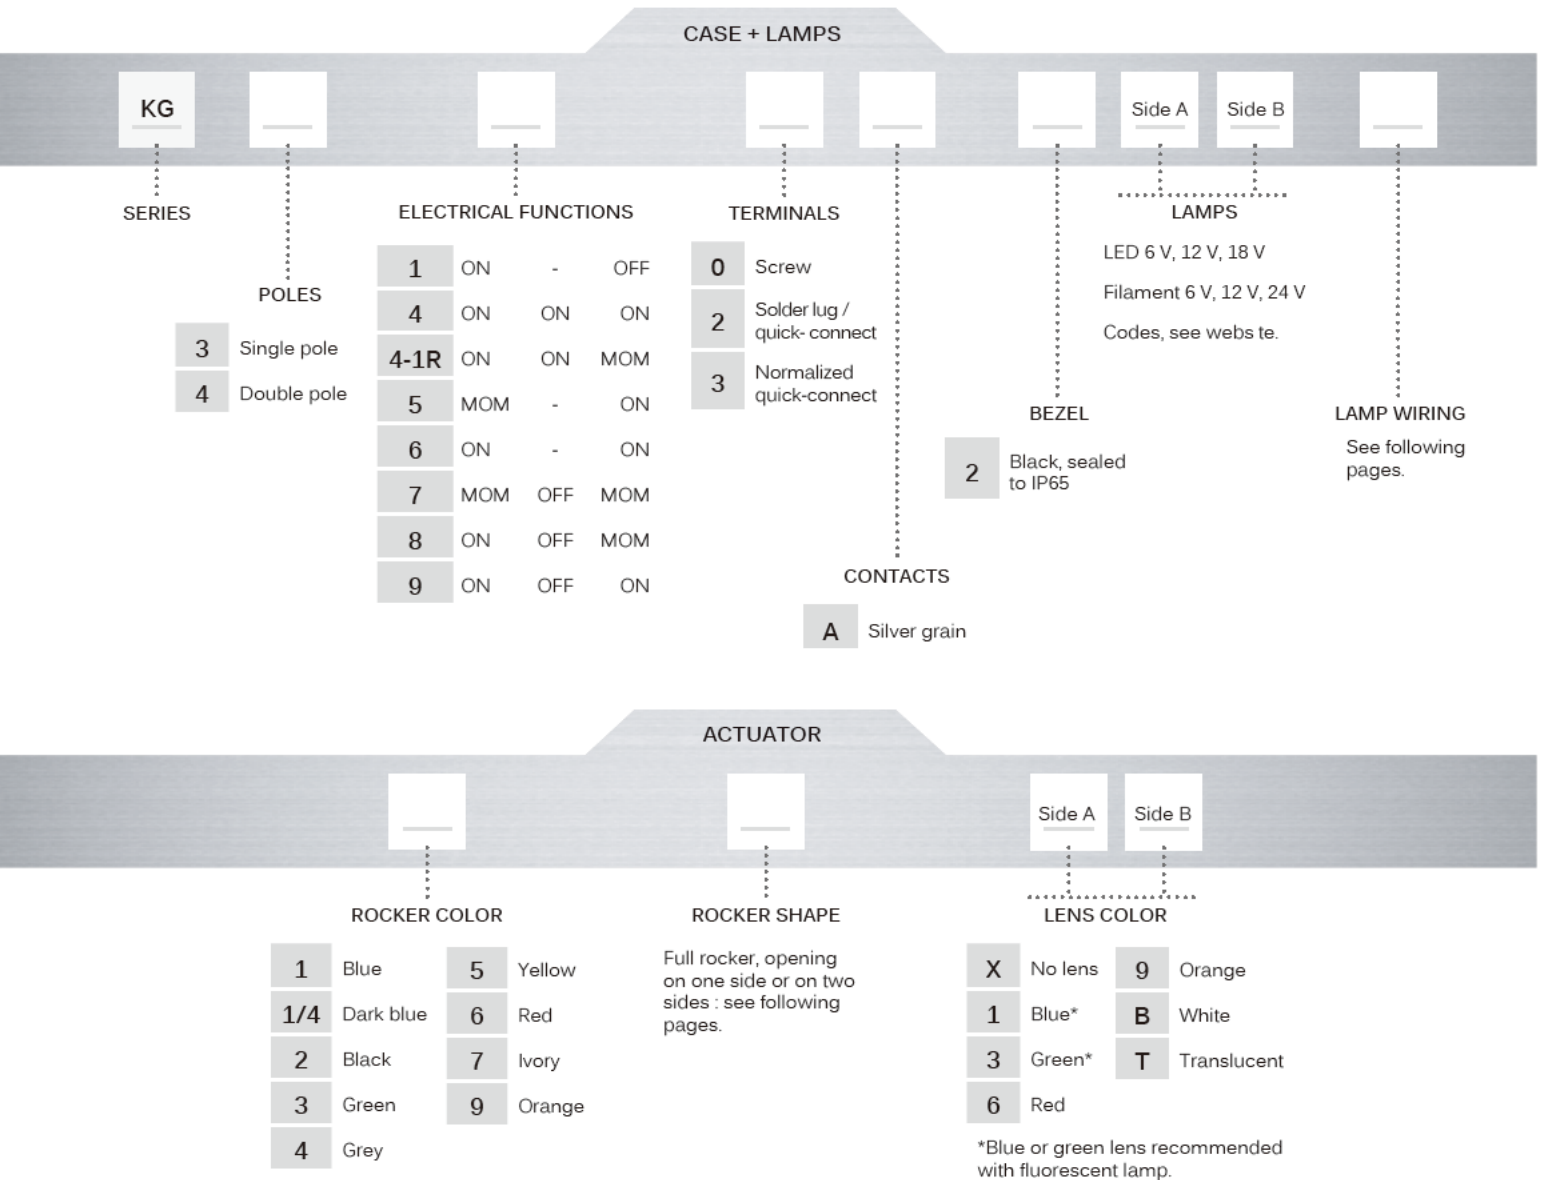 CASE + LAMPS
KG
Side A
Side B
SERIES
POLES
3 Single pole
4 Double pole
ELECTRICAL FUNCTIONS
1 ON - OFF
4 ON ON ON
4-1R ON ON MOM
5 MOM - ON
6 ON - ON
7 MOM OFF MOM
8 ON OFF MOM
9 ON OFF ON
TERMINALS
0 Screw
2 Solder lug /
quick- connect
3 Normalized
quick-connect
CONTACTS
A Silver grain
BEZEL
2 Black, sealed
to IP65
LAMPS
LED 6 V, 12 V, 18 V
Filament 6 V, 12 V, 24 V
Codes, see webs te.
LAMP WIRING
See following
pages.
ACTUATOR
Side A
Side B
ROCKER COLOR
1 Blue
1/4 Dark blue
2 Black
3 Green
4 Grey
5 Yellow
6 Red
7 Ivory
9 Orange
ROCKER SHAPE
Full rocker, opening
on one side or on two
sides : see following
pages.
LENS COLOR
X No lens
1 Blue*
3 Green*
6 Red
9 Orange
B White
T Translucent
*Blue or green lens recommended
with fluorescent lamp.